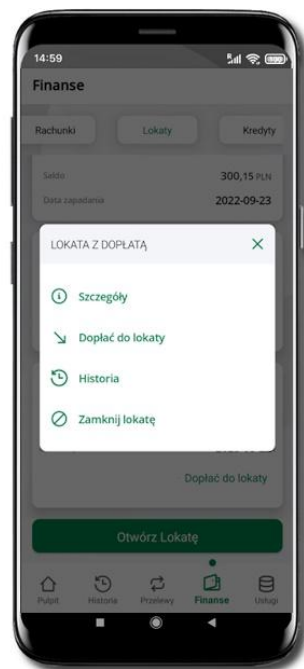 14:59
Finanse
Rachunki Lokaty Kredyty
Saldo 300,15 PLN
Data zapadania 2022-09-23
LOKATA Z DOPŁATĄ
Szczegóły
Dopłać do lokaty
Historia
Zamknij lokatę
Dopłać do lokaty
Otwórz Lokatę
Pulpit Historia Przelewy Finanse Usługi